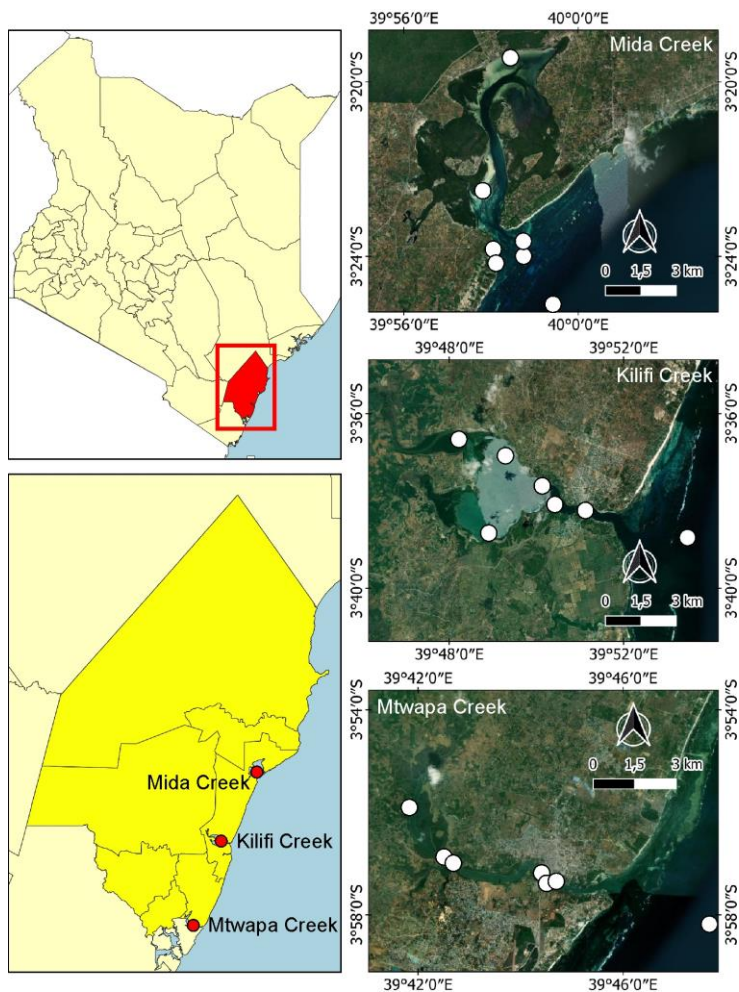 39°56′0″E 40°0′0″E
Mida Creek
3°20′0″S 3°20′0″S
3°24′0″S 3°24′0″S
0 1,5 3 km
39°56′0″E 40°0′0″E
39°48′0″E 39°52′0″E
Kilifi Creek
3°36′0″S 3°36′0″S
3°40′0″S 3°40′0″S
0 1,5 3 km
39°48′0″E 39°52′0″E
39°42′0″E 39°46′0″E
Mtwapa Creek
3°54′0″S 3°54′0″S
0 1,5 3 km
3°58′0″S 3°58′0″S
39°42′0″E 39°46′0″E
Mida Creek
Kilifi Creek
Mtwapa Creek